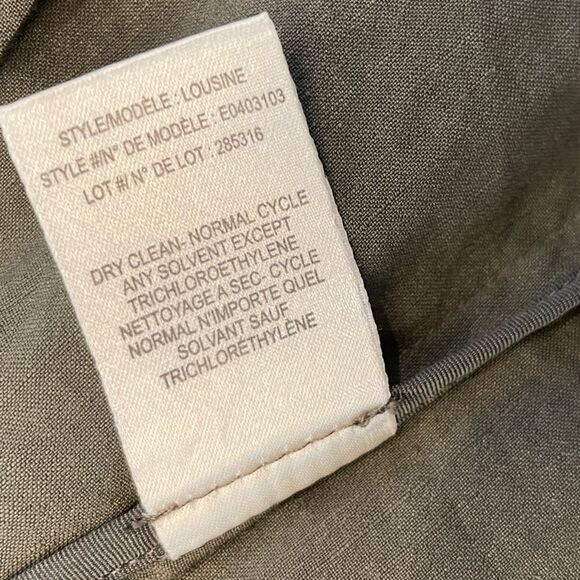 STYLE/MODÈLE : LOUSINE
STYLE #/N° DE MODÈLE : E0403103
LOT #/ N° DE LOT : 285316
DRY CLEAN- NORMAL CYCLE
ANY SOLVENT EXCEPT
TRICHLOROETHYLENE
NETTOYAGE A SEC- CYCLE
NORMAL N'IMPORTE QUEL
SOLVANT SAUF
TRICHLORÉTHYLÈNE